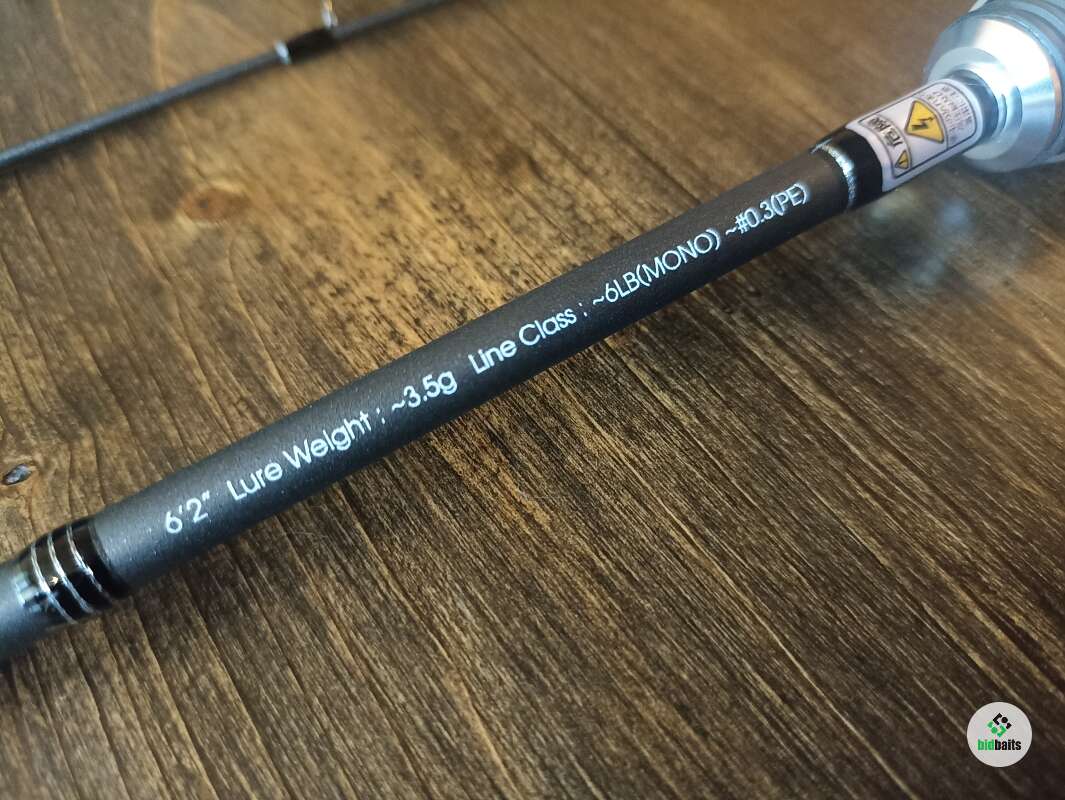 6'2" Lure Weight : ~3.5g Line Class : ~6LB(MONO) ~#0.3(PE)
bidbaits